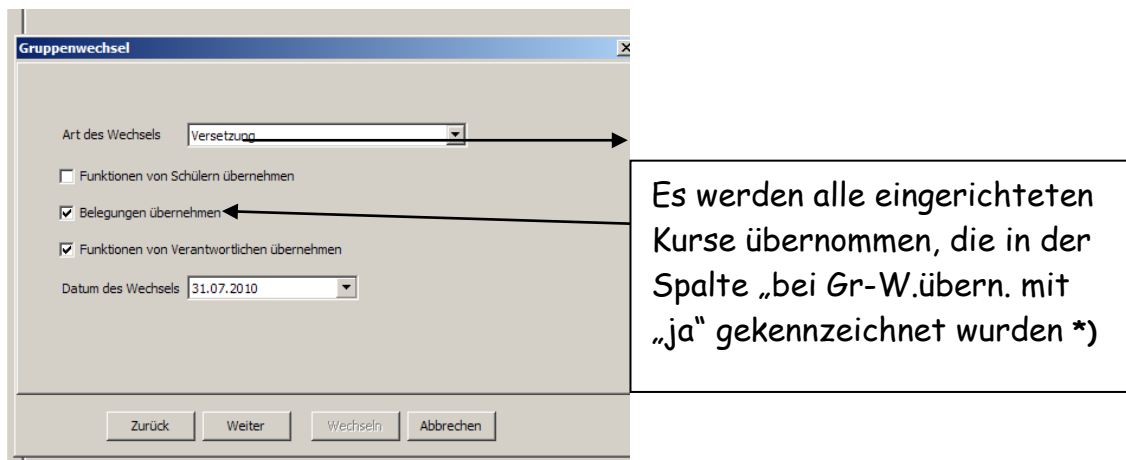 Gruppenwechsel
Art des Wechsels Versetzung
Funktionen von Schülern übernehmen
Belegungen übernehmen
Funktionen von Verantwortlichen übernehmen
Datum des Wechsels 31.07.2010
Zurück Weiter Wechseln Abbrechen
Es werden alle eingerichteten
Kurse übernommen, die in der
Spalte „bei Gr-W.übern. mit
„ja“ gekennzeichnet wurden *)